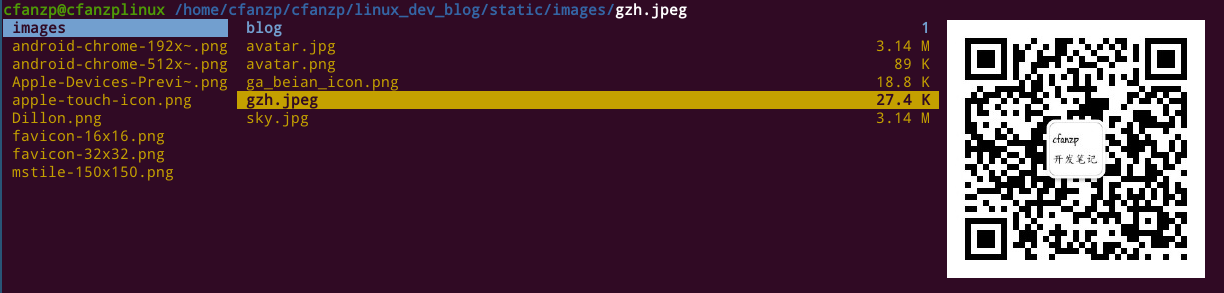 cfanzp@cfanzplinux /home/cfanzp/cfanzp/linux_dev_blog/static/images/gzh.jpeg
images
android-chrome-192x~.png
android-chrome-512x~.png
Apple-Devices-Previ~.png
apple-touch-icon.png
Dillon.png
favicon-16x16.png
favicon-32x32.png
mstile-150x150.png
blog 1
avatar.jpg 3.14 M
avatar.png 89 K
ga_beian_icon.png 18.8 K
gzh.jpeg 27.4 K
sky.jpg 3.14 M
cfanzp
开发笔记